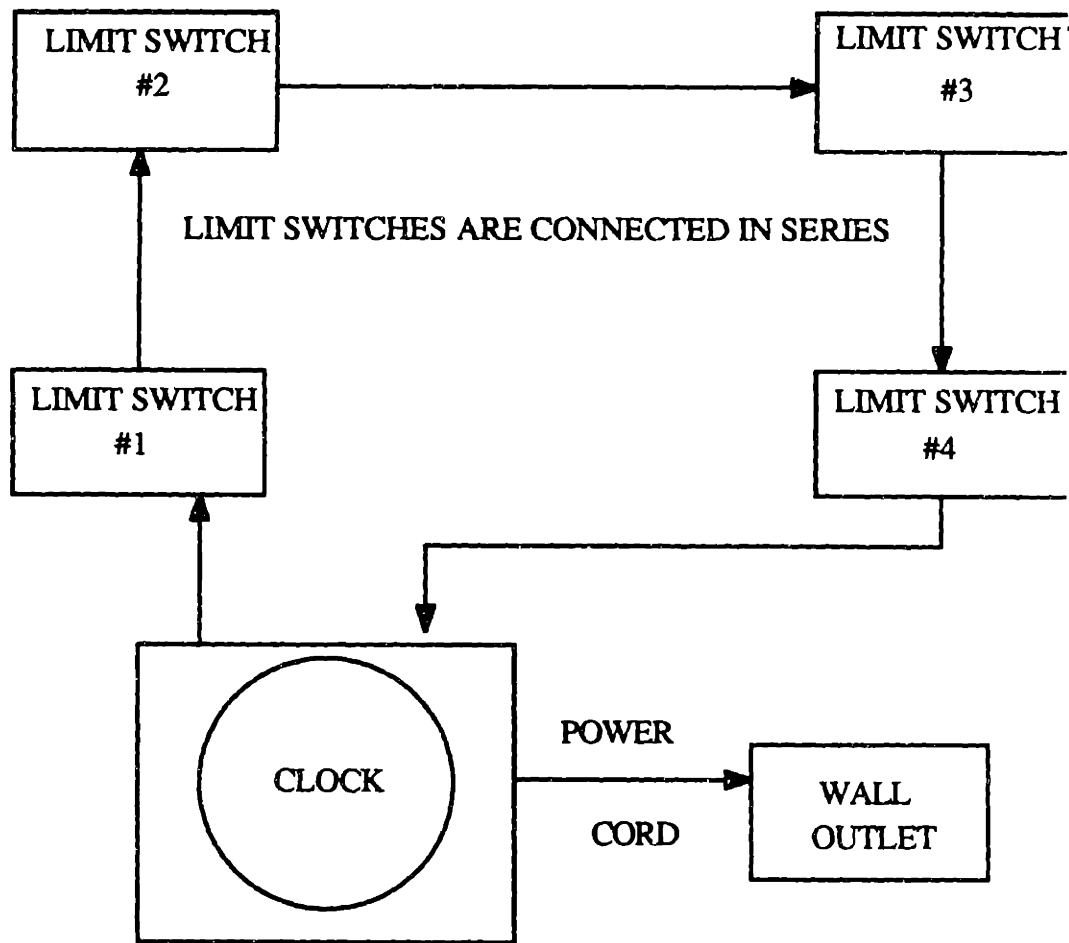 LIMIT SWITCH
#2
LIMIT SWITCH
#3
LIMIT SWITCHES ARE CONNECTED IN SERIES
LIMIT SWITCH
#1
LIMIT SWITCH
#4
CLOCK
POWER
CORD
WALL
OUTLET